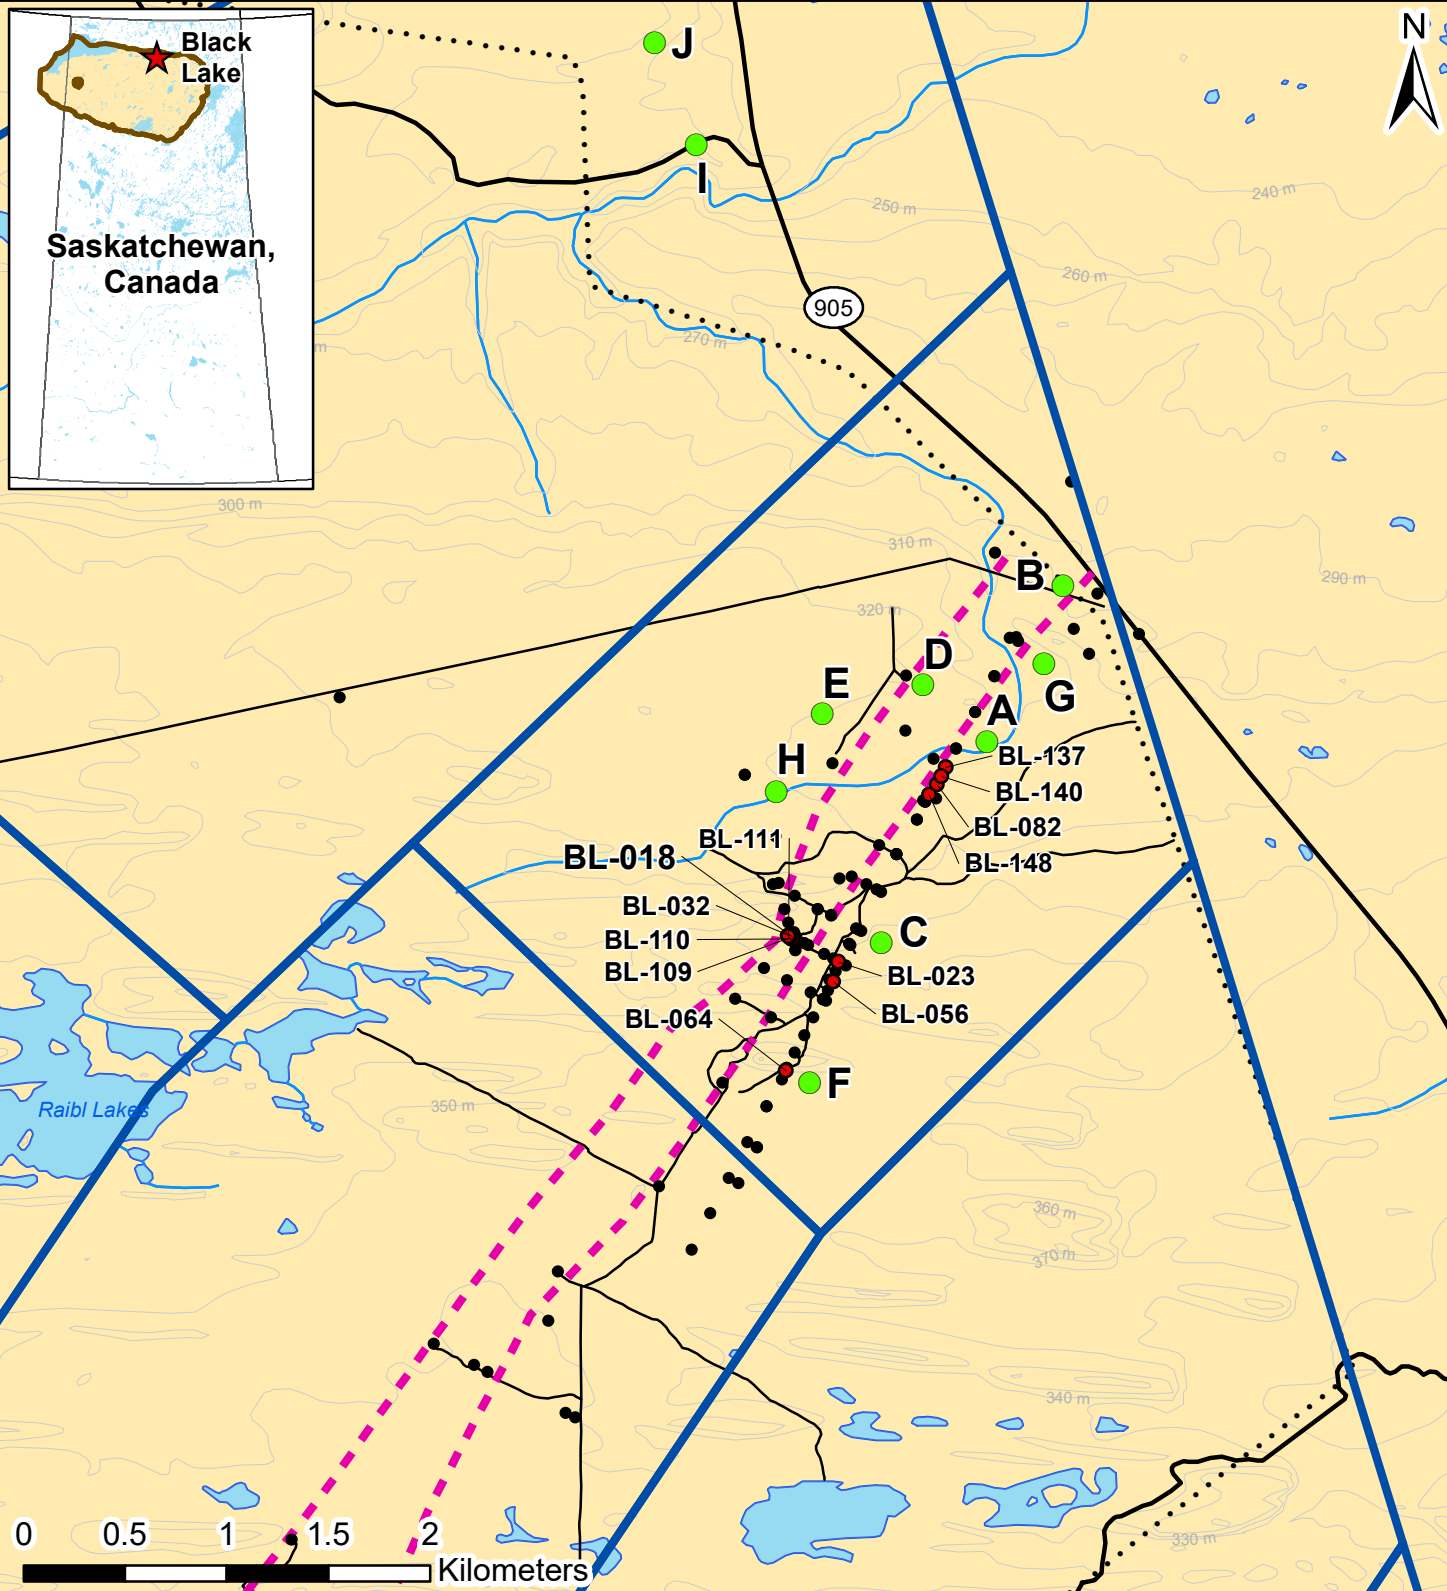 Black
Lake
Saskatchewan,
Canada
N
J
I
240 m
250 m
260 m
905
270 m
m
300 m
310 m
290 m
B
320 m
D
E
G
A
H
BL-137
BL-140
BL-082
BL-148
BL-111
BL-018
BL-032
BL-110
BL-109
C
BL-023
BL-056
BL-064
F
Raibl Lakes
350 m
360 m
370 m
340 m
330 m
0 0.5 1 1.5 2
Kilometers